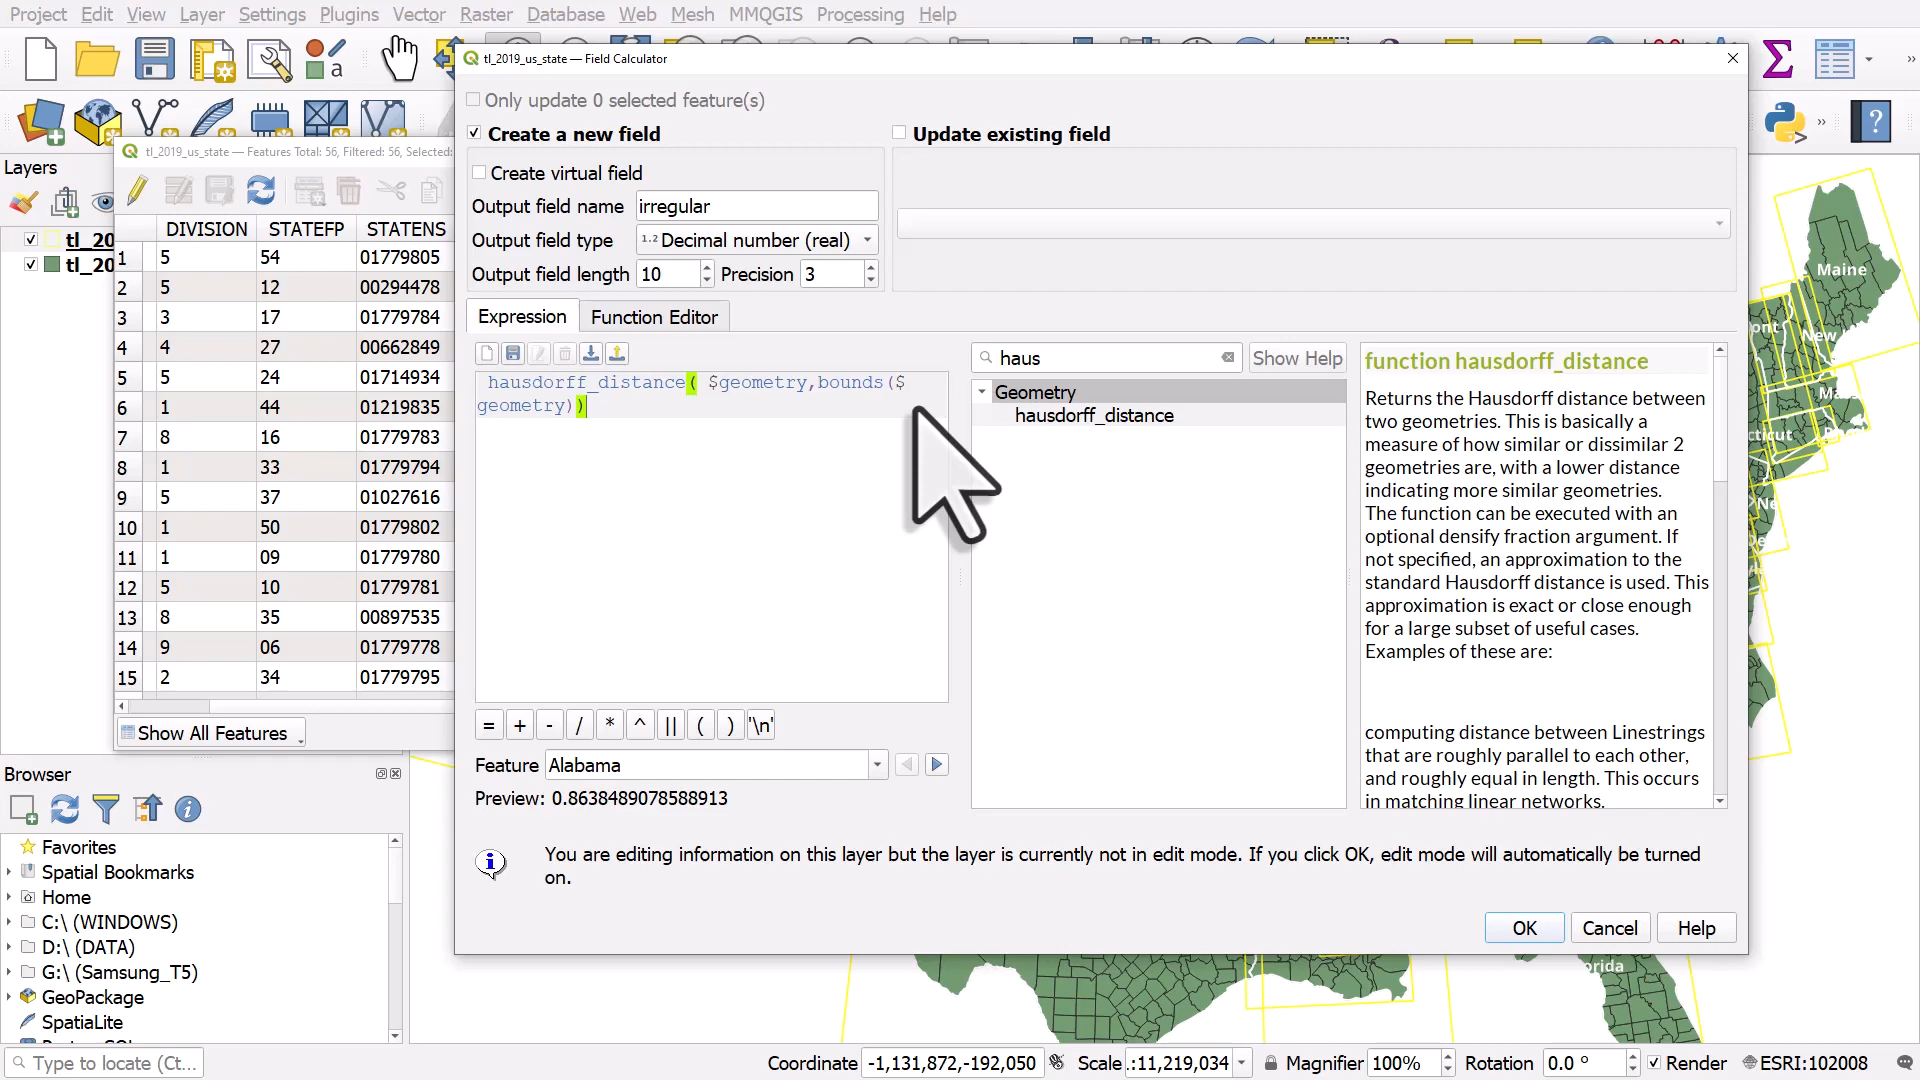 Project Edit View Layer Settings Plugins Vector Raster Database Web Mesh MMQGIS Processing Help
tl_2019_us_state — Field Calculator
Only update 0 selected feature(s)
Create a new field
Update existing field
Create virtual field
Output field name irregular
Output field type 1.2 Decimal number (real)
Output field length 10 Precision 3
Expression Function Editor
hausdorff_distance( $geometry,bounds($
geometry))
haus
Show Help
Geometry
hausdorff_distance
function hausdorff_distance
Returns the Hausdorff distance between
two geometries. This is basically a
measure of how similar or dissimilar 2
geometries are, with a lower distance
indicating more similar geometries.
The function can be executed with an
optional densify fraction argument. If
not specified, an approximation to the
standard Hausdorff distance is used. This
approximation is exact or close enough
for a large subset of useful cases.
Examples of these are:
computing distance between Linestrings
that are roughly parallel to each other,
and roughly equal in length. This occurs
in matching linear networks.
= + - / * ^ || ( ) '\n'
Feature Alabama
Preview: 0.8638489078588913
You are editing information on this layer but the layer is currently not in edit mode. If you click OK, edit mode will automatically be turned
on.
OK Cancel Help
tl_2019_us_state — Features Total: 56, Filtered: 56, Selected:
DIVISION STATEFP STATENS
1 5 54 01779805
2 5 12 00294478
3 3 17 01779784
4 4 27 00662849
5 5 24 01714934
6 1 44 01219835
7 8 16 01779783
8 1 33 01779794
9 5 37 01027616
10 1 50 01779802
11 1 09 01779780
12 5 10 01779781
13 8 35 00897535
14 9 06 01779778
15 2 34 01779795
Show All Features
Layers
tl_20
tl_20
Browser
Favorites
Spatial Bookmarks
Home
C:\ (WINDOWS)
D:\ (DATA)
G:\ (Samsung_T5)
GeoPackage
SpatiaLite
Maine
ont
New
cticut
Ne
rida
Type to locate (Ct...
Coordinate -1,131,872,-192,050 Scale .:11,219,034 Magnifier 100% Rotation 0.0 ° Render ESRI:102008